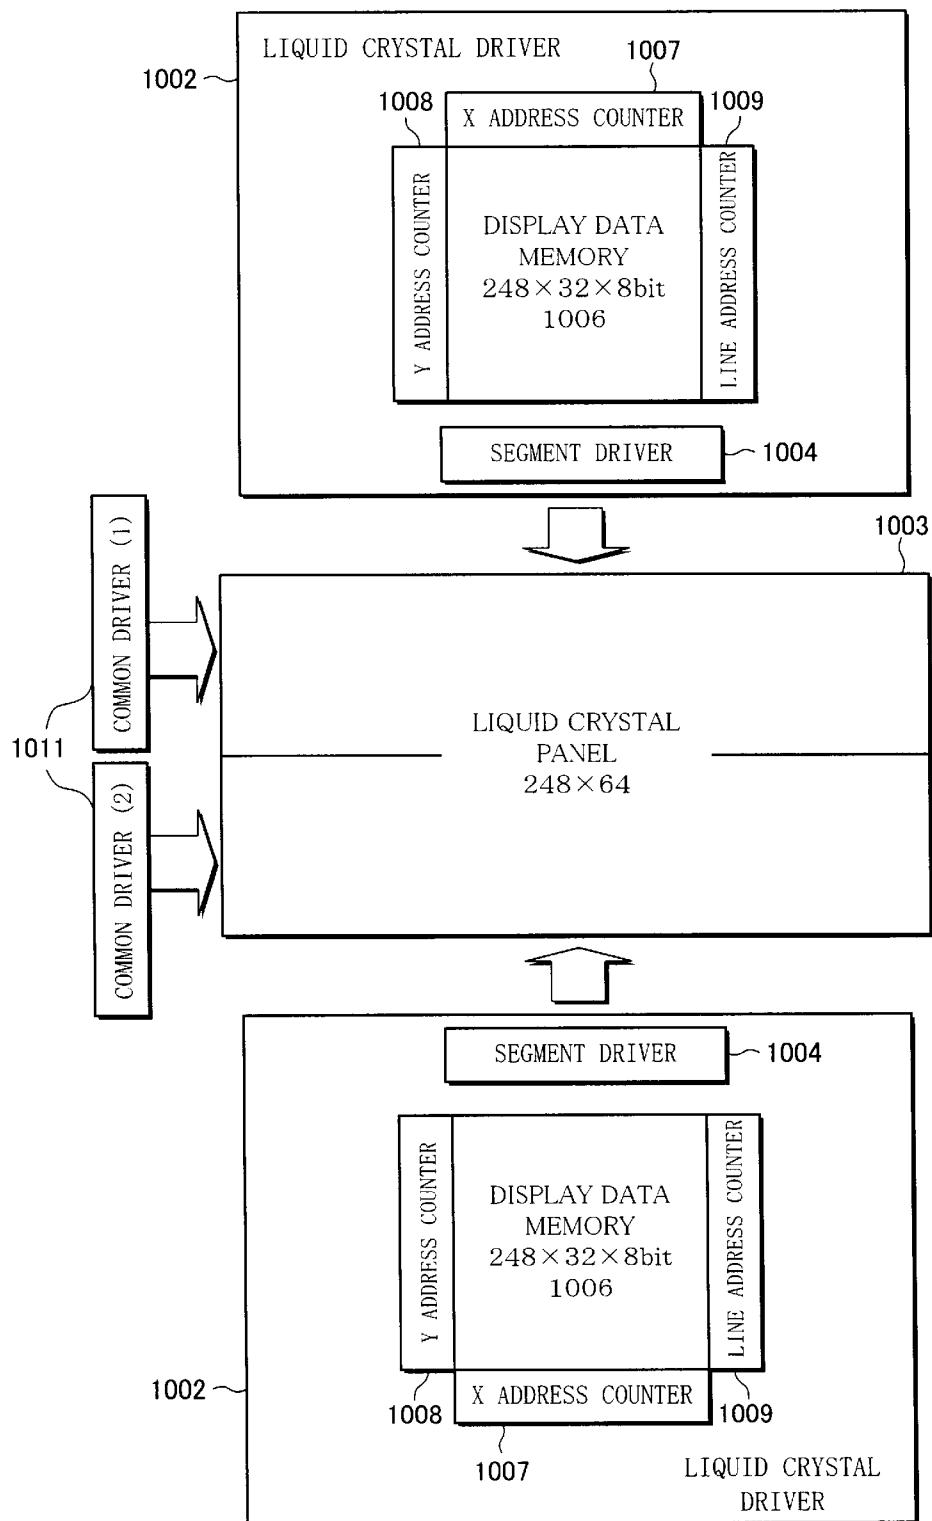 LIQUID CRYSTAL DRIVER
1002
1007
1008
1009
X ADDRESS COUNTER
Y ADDRESS COUNTER
DISPLAY DATA
MEMORY
248×32×8bit
1006
LINE ADDRESS COUNTER
SEGMENT DRIVER
1004
1003
COMMON DRIVER (1)
1011
COMMON DRIVER (2)
LIQUID CRYSTAL
PANEL
248×64
SEGMENT DRIVER
1004
Y ADDRESS COUNTER
DISPLAY DATA
MEMORY
248×32×8bit
1006
LINE ADDRESS COUNTER
1002
X ADDRESS COUNTER
1008
1009
1007
LIQUID CRYSTAL
DRIVER